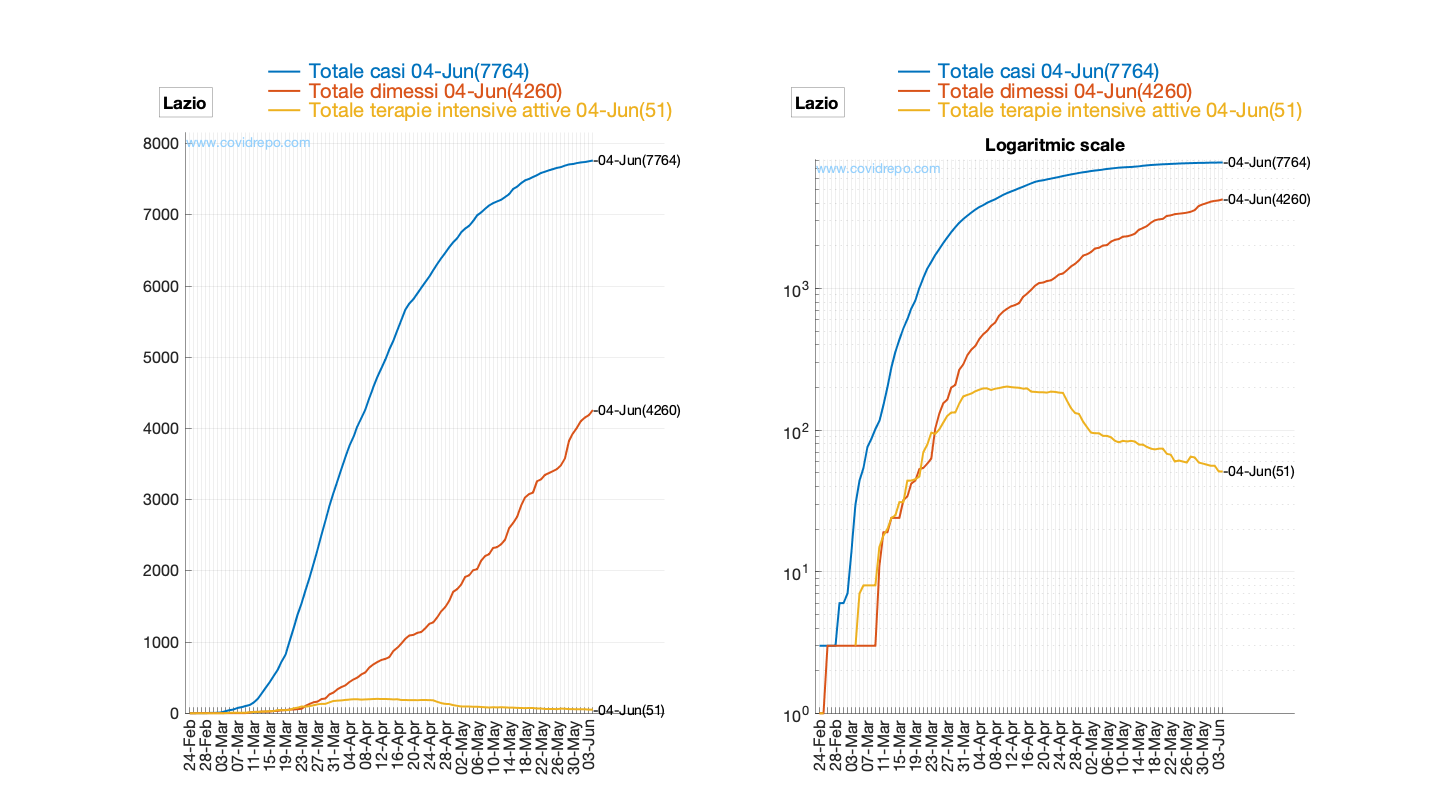 Totale casi 04-Jun(7764)
Totale dimessi 04-Jun(4260)
Totale terapie intensive attive 04-Jun(51)
Lazio
www.covidrepo.com
8000
7000
6000
5000
4000
3000
2000
1000
0
-04-Jun(7764)
-04-Jun(4260)
-04-Jun(51)
24-Feb
28-Feb
03-Mar
07-Mar
11-Mar
15-Mar
19-Mar
23-Mar
27-Mar
31-Mar
04-Apr
08-Apr
12-Apr
16-Apr
20-Apr
24-Apr
28-Apr
02-May
06-May
10-May
14-May
18-May
22-May
26-May
30-May
03-Jun
Totale casi 04-Jun(7764)
Totale dimessi 04-Jun(4260)
Totale terapie intensive attive 04-Jun(51)
Lazio
Logaritmic scale
www.covidrepo.com
10³
10²
10¹
10⁰
-04-Jun(7764)
-04-Jun(4260)
-04-Jun(51)
24-Feb
28-Feb
03-Mar
07-Mar
11-Mar
15-Mar
19-Mar
23-Mar
27-Mar
31-Mar
04-Apr
08-Apr
12-Apr
16-Apr
20-Apr
24-Apr
28-Apr
02-May
06-May
10-May
14-May
18-May
22-May
26-May
30-May
03-Jun